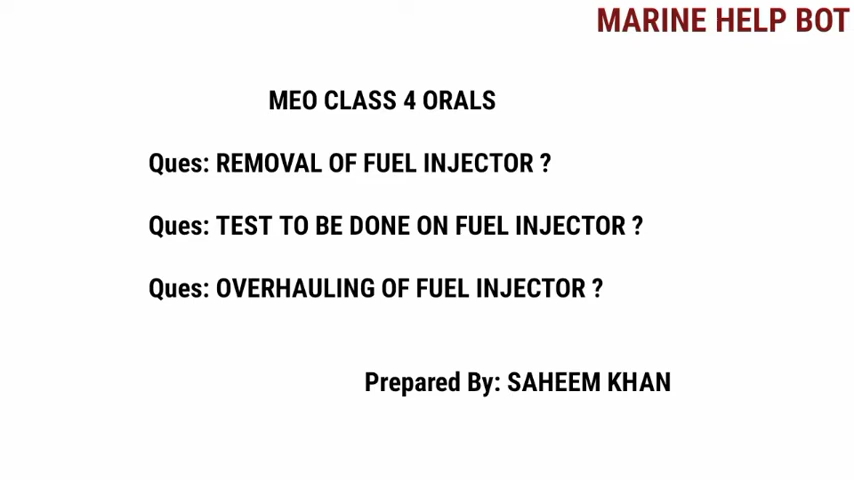 MARINE HELP BOT
MEO CLASS 4 ORALS
Ques: REMOVAL OF FUEL INJECTOR ?
Ques: TEST TO BE DONE ON FUEL INJECTOR ?
Ques: OVERHAULING OF FUEL INJECTOR ?
Prepared By: SAHEEM KHAN